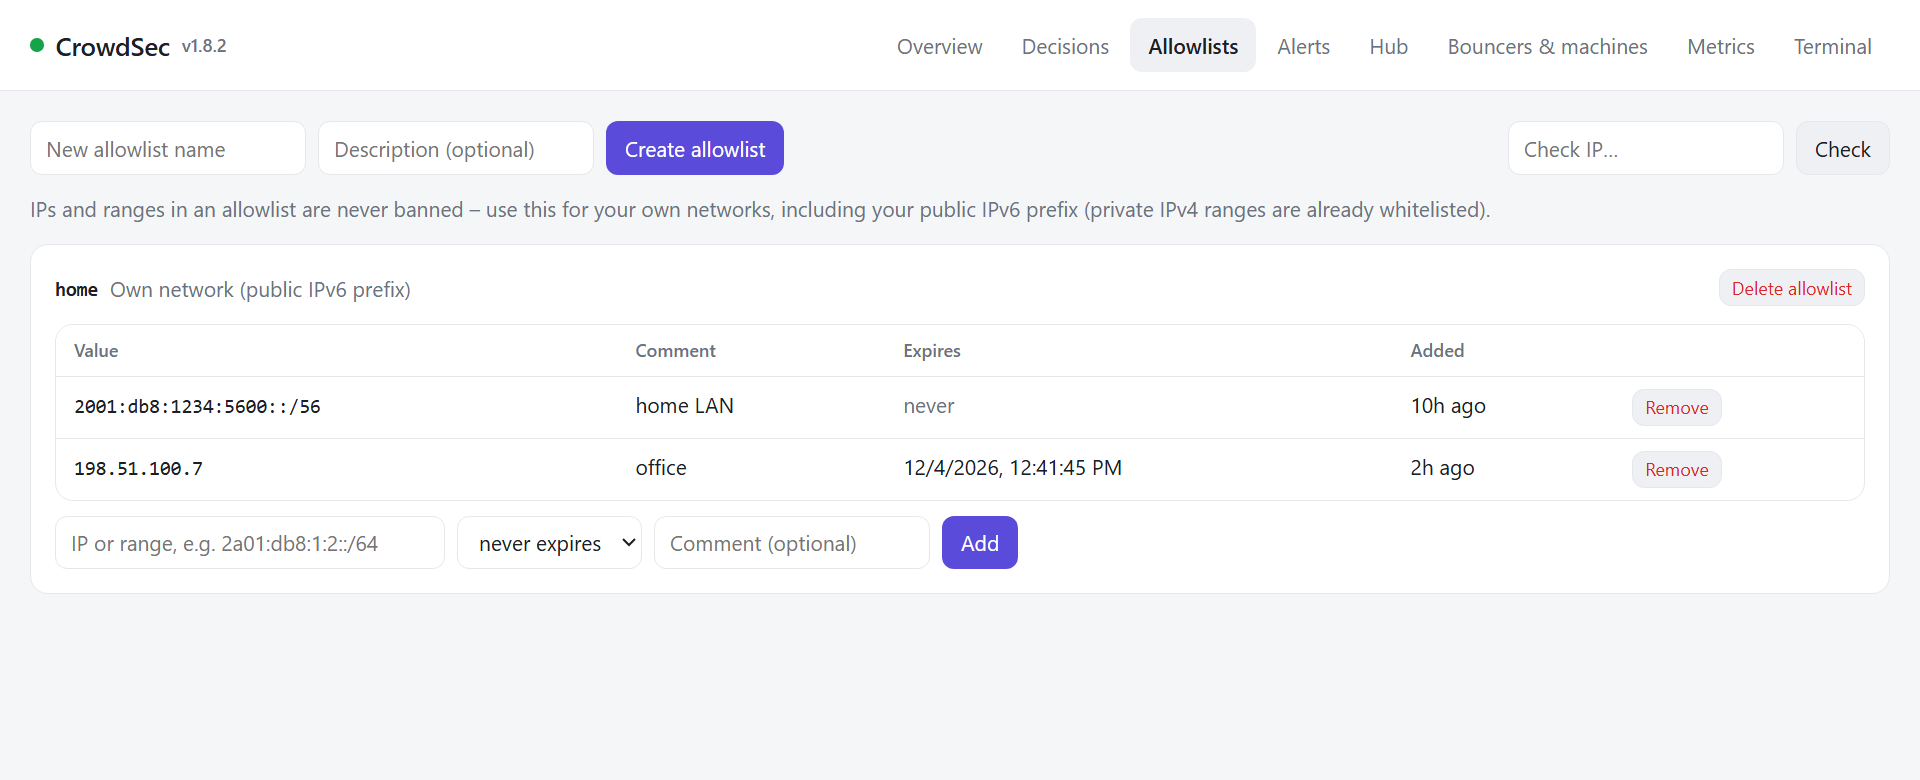 CrowdSec v1.8.2
Overview Decisions Allowlists Alerts Hub Bouncers & machines Metrics Terminal
New allowlist name Description (optional) Create allowlist Check IP... Check
IPs and ranges in an allowlist are never banned – use this for your own networks, including your public IPv6 prefix (private IPv4 ranges are already whitelisted).
home Own network (public IPv6 prefix) Delete allowlist
Value Comment Expires Added
2001:db8:1234:5600::/56 home LAN never 10h ago Remove
198.51.100.7 office 12/4/2026, 12:41:45 PM 2h ago Remove
IP or range, e.g. 2a01:db8:1:2::/64 never expires Comment (optional) Add